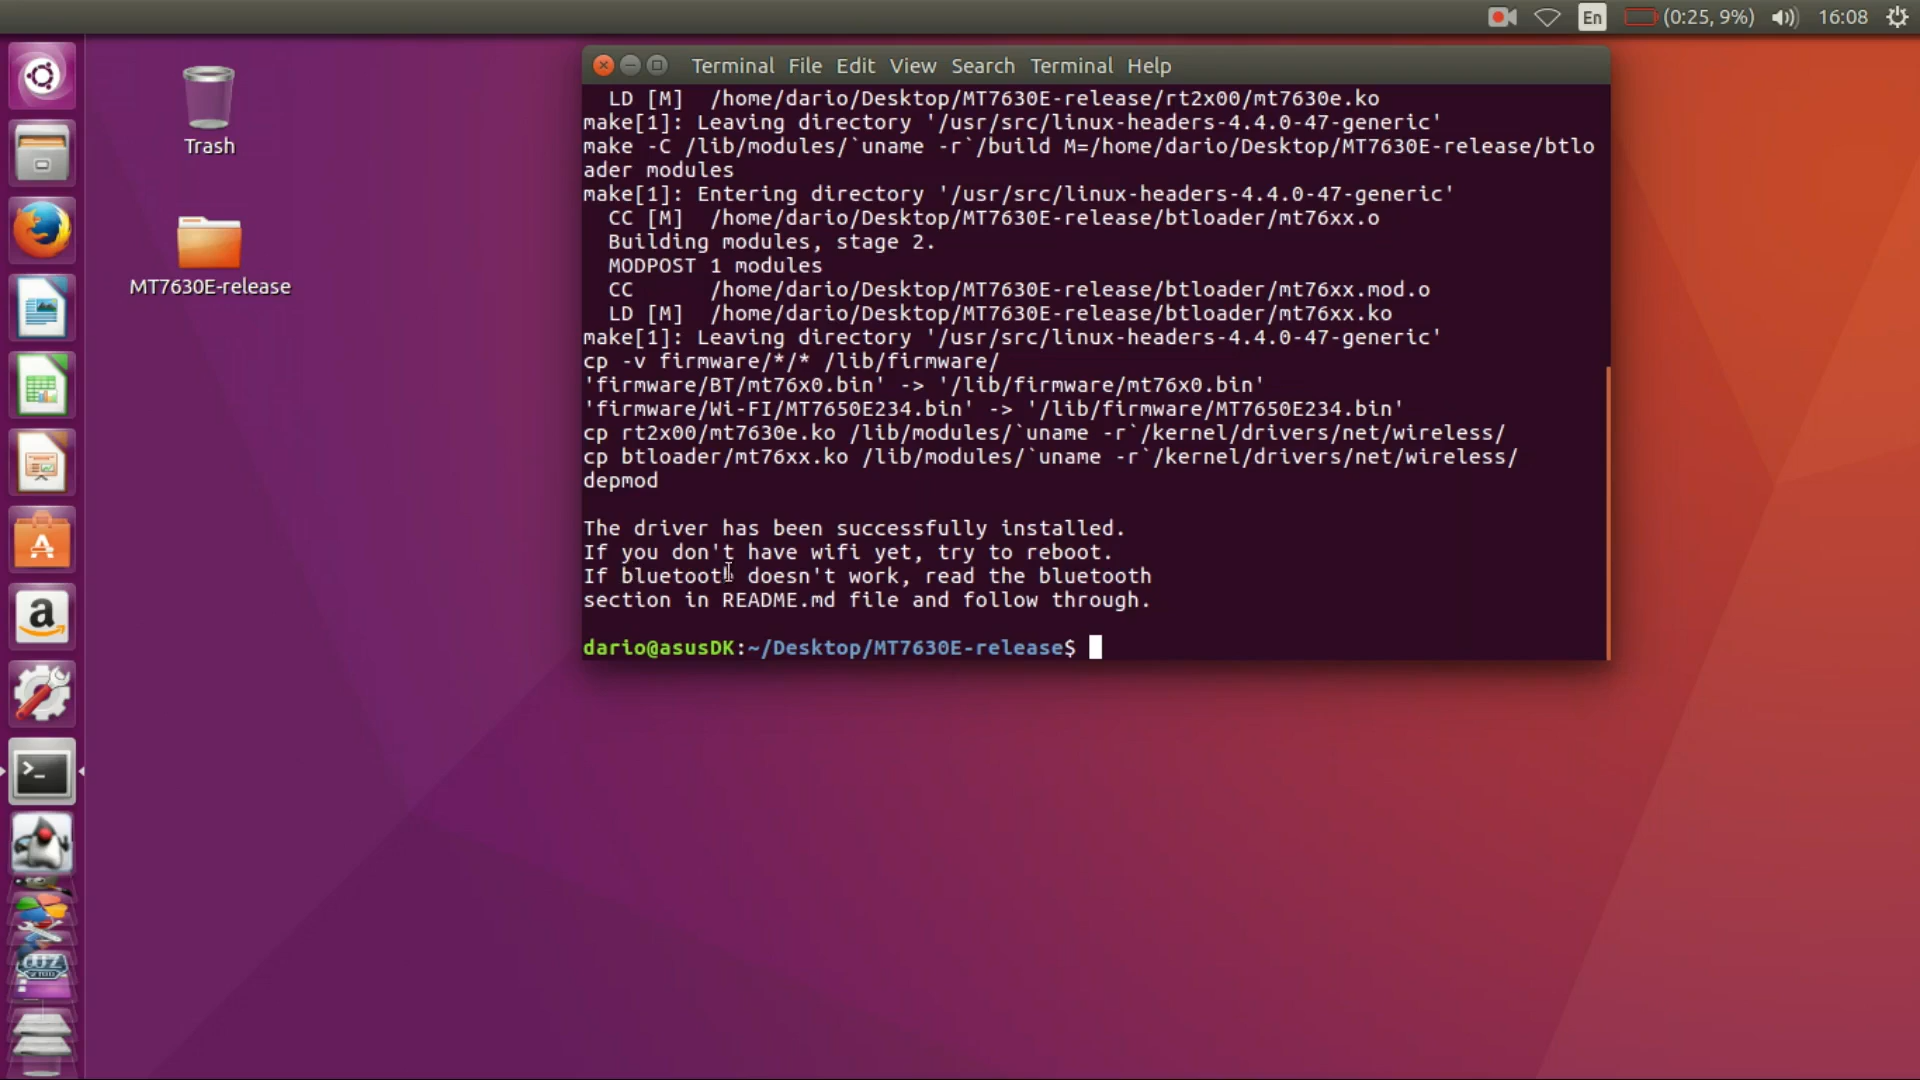 En
(0:25, 9%)
16:08
Terminal File Edit View Search Terminal Help
Trash
MT7630E-release
LD [M]  /home/dario/Desktop/MT7630E-release/rt2x00/mt7630e.ko
make[1]: Leaving directory '/usr/src/linux-headers-4.4.0-47-generic'
make -C /lib/modules/`uname -r`/build M=/home/dario/Desktop/MT7630E-release/btlo
ader modules
make[1]: Entering directory '/usr/src/linux-headers-4.4.0-47-generic'
CC [M]  /home/dario/Desktop/MT7630E-release/btloader/mt76xx.o
Building modules, stage 2.
MODPOST 1 modules
CC      /home/dario/Desktop/MT7630E-release/btloader/mt76xx.mod.o
LD [M]  /home/dario/Desktop/MT7630E-release/btloader/mt76xx.ko
make[1]: Leaving directory '/usr/src/linux-headers-4.4.0-47-generic'
cp -v firmware/*/* /lib/firmware/
'firmware/BT/mt76x0.bin' -> '/lib/firmware/mt76x0.bin'
'firmware/Wi-FI/MT7650E234.bin' -> '/lib/firmware/MT7650E234.bin'
cp rt2x00/mt7630e.ko /lib/modules/`uname -r`/kernel/drivers/net/wireless/
cp btloader/mt76xx.ko /lib/modules/`uname -r`/kernel/drivers/net/wireless/
depmod
The driver has been successfully installed.
If you don't have wifi yet, try to reboot.
If bluetooth doesn't work, read the bluetooth
section in README.md file and follow through.
dario@asusDK:~/Desktop/MT7630E-release$